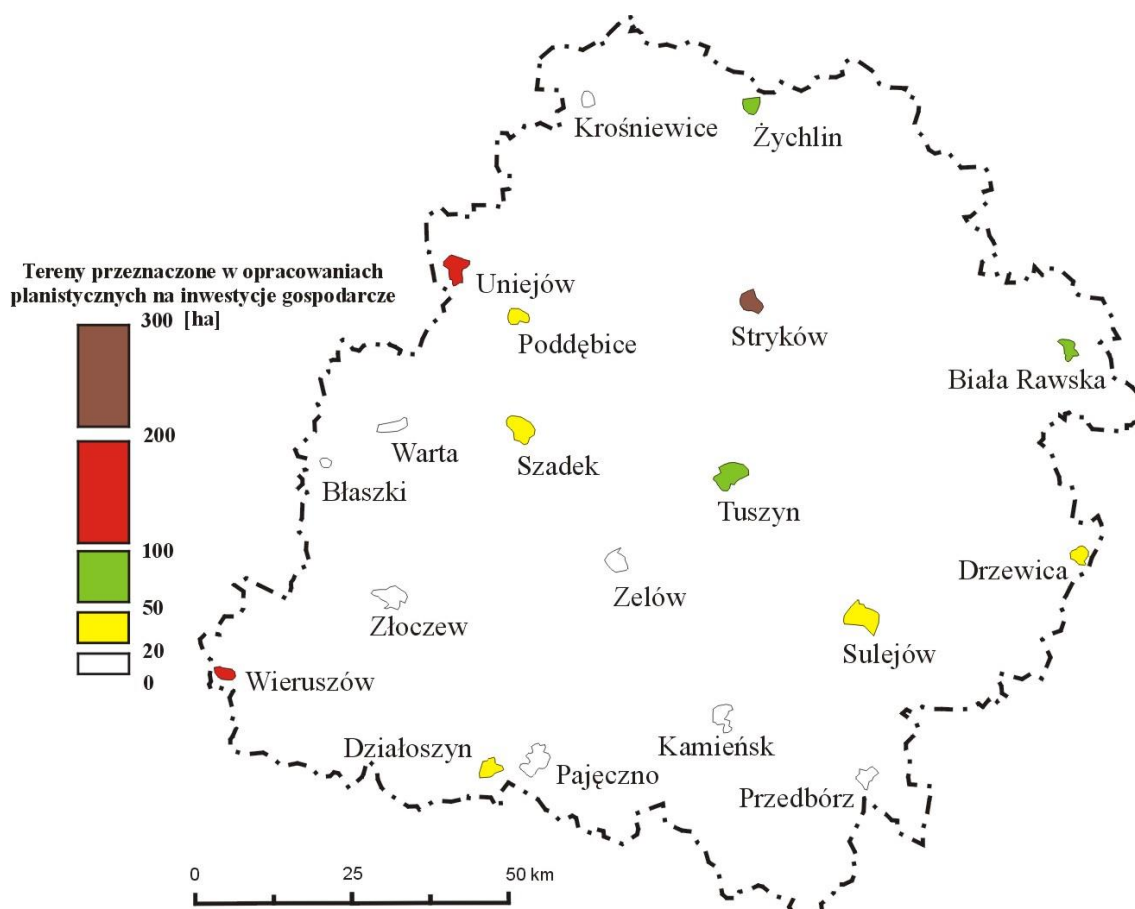 Krośniewice
Żychlin
Tereny przeznaczone w opracowaniach
planistycznych na inwestycje gospodarcze
300 [ha]
200
100
50
20
0
Uniejów
Poddębice
Stryków
Biała Rawska
Warta
Szadek
Błaszki
Tuszyn
Drzewica
Zelów
Złoczew
Sulejów
Wieruszów
Kamieńsk
Działoszyn
Pajęczno
Przedbórz
0 25 50 km